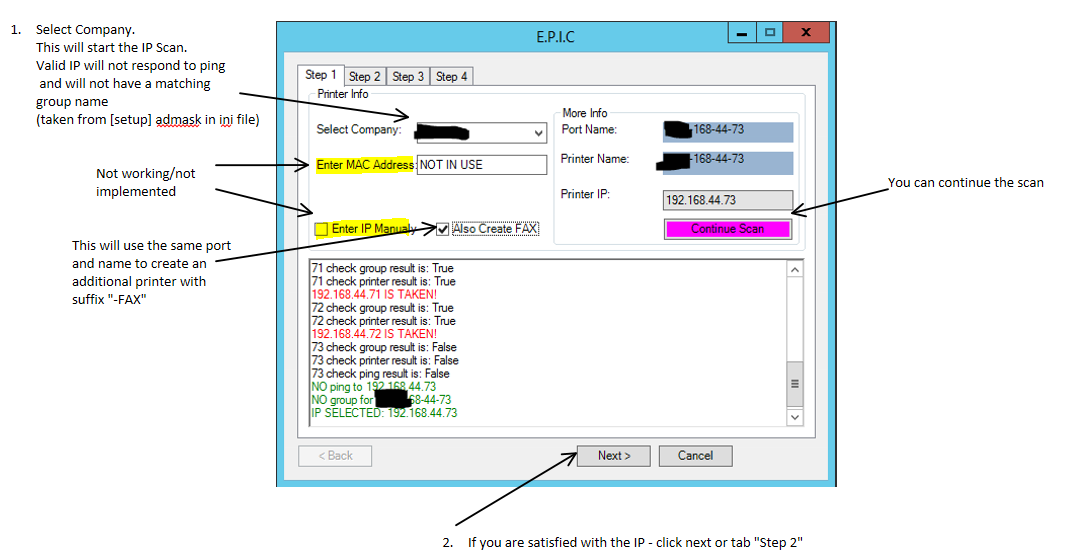 1. Select Company.
This will start the IP Scan.
Valid IP will not respond to ping
and will not have a matching
group name
(taken from [setup] admask in ini file)
Not working/not
implemented
This will use the same port
and name to create an
additional printer with
suffix "-FAX"
E.P.I.C
Step 1 Step 2 Step 3 Step 4
Printer Info
Select Company:
Enter MAC Address: NOT IN USE
Enter IP Manualy
Also Create FAX
More Info
Port Name: 168-44-73
Printer Name: -168-44-73
Printer IP: 192.168.44.73
Continue Scan
You can continue the scan
71 check group result is: True
71 check printer result is: True
192.168.44.71 IS TAKEN!
72 check group result is: True
72 check printer result is: True
192.168.44.72 IS TAKEN!
73 check group result is: False
73 check printer result is: False
73 check ping result is: False
NO ping to 192.168.44.73
NO group for 68-44-73
IP SELECTED: 192.168.44.73
< Back Next > Cancel
2. If you are satisfied with the IP - click next or tab "Step 2"